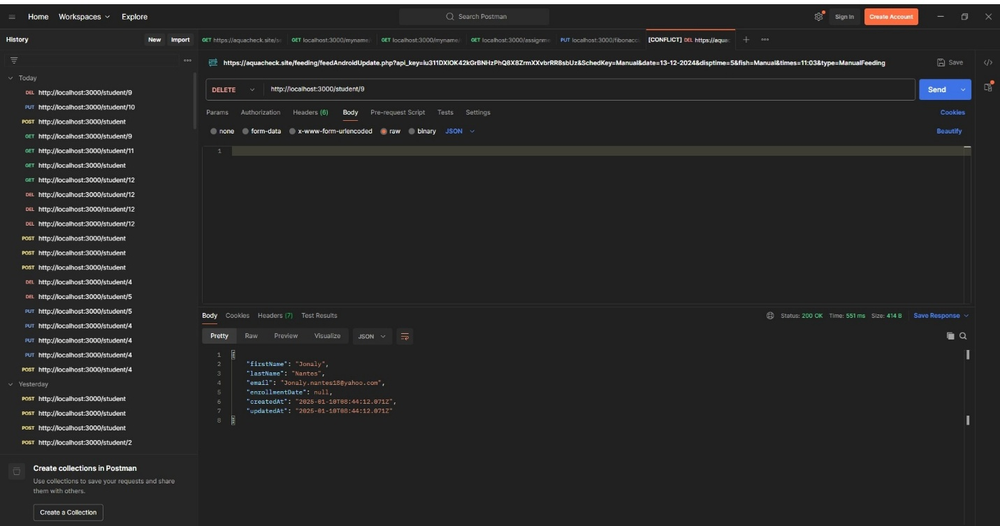 Home Workspaces Explore Search Postman Sign In Create Account
History New Import GET https://aquacheck.site/se GET localhost:3000/myname/ GET localhost:3000/myname/ GET localhost:3000/assignme PUT localhost:3000/fibonacc [CONFLICT] DEL https://aqua
Today
DEL http://localhost:3000/student/9
PUT http://localhost:3000/student/10
POST http://localhost:3000/student
GET http://localhost:3000/student/9
GET http://localhost:3000/student/11
GET http://localhost:3000/student
GET http://localhost:3000/student/12
DEL http://localhost:3000/student/12
DEL http://localhost:3000/student/12
DEL http://localhost:3000/student/12
POST http://localhost:3000/student
POST http://localhost:3000/student
POST http://localhost:3000/student
DEL http://localhost:3000/student/4
DEL http://localhost:3000/student/5
PUT http://localhost:3000/student/5
PUT http://localhost:3000/student/4
PUT http://localhost:3000/student/4
PUT http://localhost:3000/student/4
POST http://localhost:3000/student/4
Yesterday
POST http://localhost:3000/student
POST http://localhost:3000/student
POST http://localhost:3000/student
POST http://localhost:3000/student/2
Create collections in Postman
Use collections to save your requests and share
them with others.
Create a Collection
HTTP https://aquacheck.site/feeding/feedAndroidUpdate.php?api_key=iu311DXIOK42kGrBNHzPhQ8X8ZrmXXvbrRR8sbUz&SchedKey=Manual&date=13-12-2024&disptime=5&fish=Manual&times=11:03&type=ManualFeeding Save
DELETE http://localhost:3000/student/9 Send
Params Authorization Headers (6) Body Pre-request Script Tests Settings Cookies
none form-data x-www-form-urlencoded raw binary JSON Beautify
1
Body Cookies Headers (7) Test Results Status: 200 OK Time: 551 ms Size: 414 B Save Response
Pretty Raw Preview Visualize JSON
1 {
2 "firstName": "Jonaly",
3 "lastName": "Nantes",
4 "email": "Jonaly.nantes18@yahoo.com",
5 "enrollmentDate": null,
6 "createdAt": "2025-01-10T08:44:12.071Z",
7 "updatedAt": "2025-01-10T08:44:12.071Z"
8 }